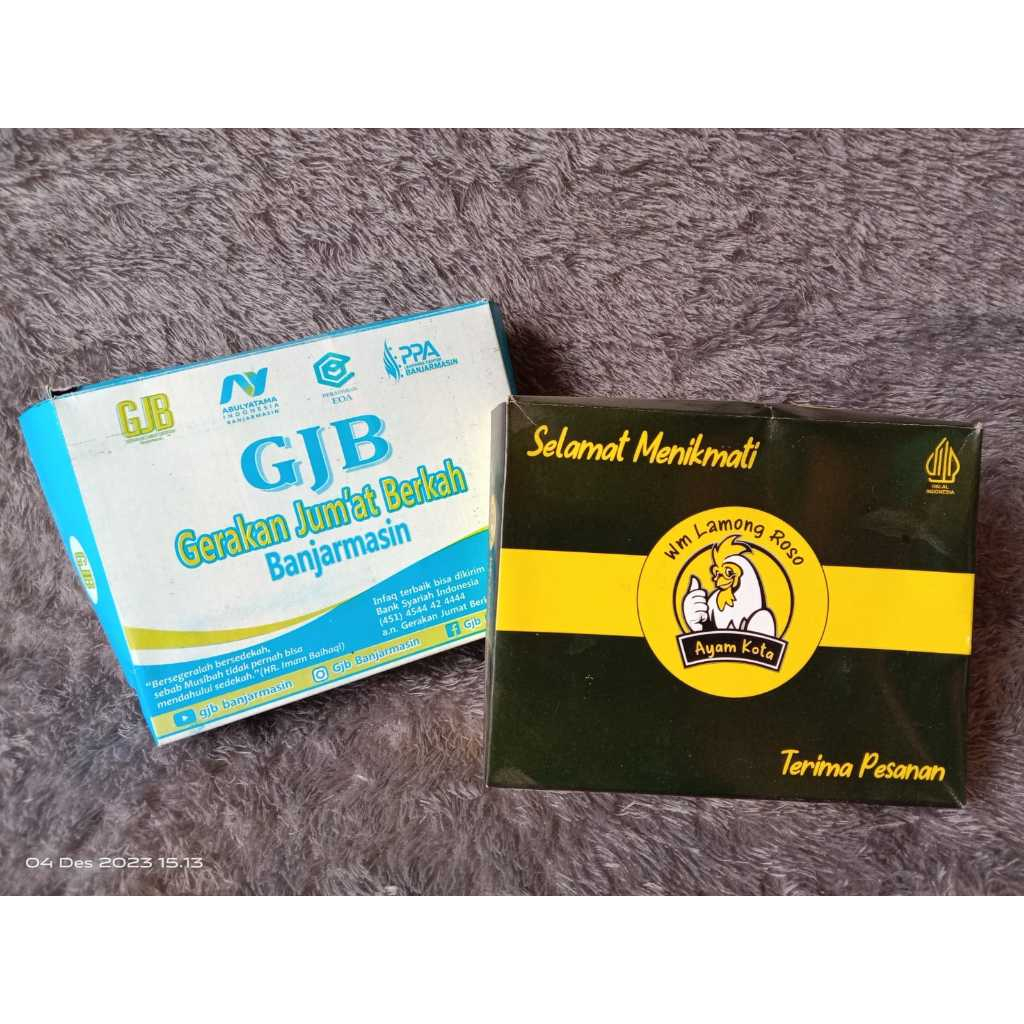 GJB
ABULYATAMA
INDONESIA
BANJARMASIN
EOA
PPA
BANJARMASIN
GJB
Gerakan Jum'at Berkah
Banjarmasin
GJB
Infaq terbaik bisa dikirim
Bank Syariah Indonesia
(451) 4544 42 4444
a.n. Gerakan Jumat Berk
"Bersegeralah bersedekah,
sebab Musibah tidak pernah bisa
mendahului sedekah."(HR. Imam Baihaqi)
gjb banjarmasin
Gjb Banjarmasin
Gjb
Selamat Menikmati
HALAL
INDONESIA
Wm Lamong Roso
Ayam Kota
Terima Pesanan
04 Des 2023 15.13